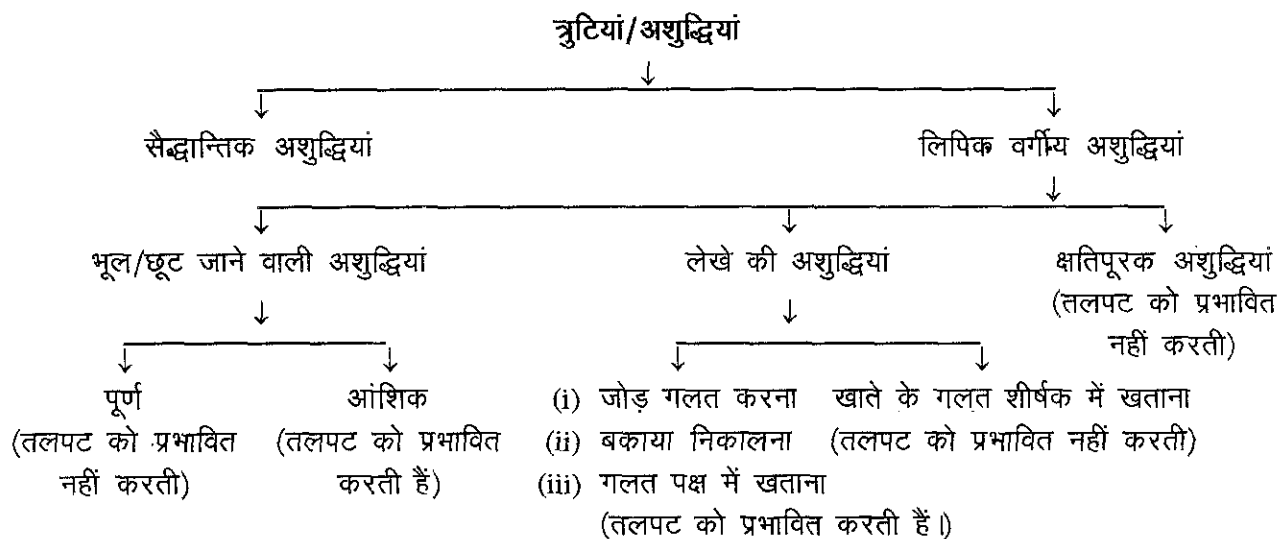 त्रुटियां/अशुद्धियां
सैद्धान्तिक अशुद्धियां लिपिक वर्गीय अशुद्धियां
भूल/छूट जाने वाली अशुद्धियां लेखे की अशुद्धियां क्षतिपूरक अशुद्धियां
(तलपट को प्रभावित
नहीं करती)
पूर्ण आंशिक (i) जोड़ गलत करना खाते के गलत शीर्षक में खताना
(तलपट को प्रभावित (तलपट को प्रभावित (ii) बकाया निकालना (तलपट को प्रभावित नहीं करती)
नहीं करती) करती हैं) (iii) गलत पक्ष में खताना
(तलपट को प्रभावित करती हैं।)